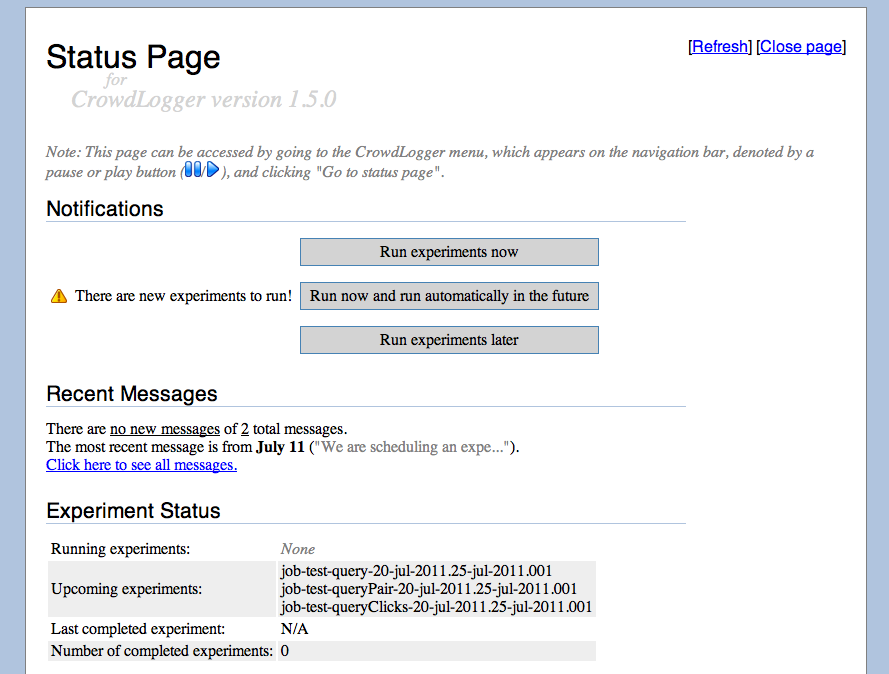 [Refresh] [Close page]
Status Page
for
CrowdLogger version 1.5.0
Note: This page can be accessed by going to the CrowdLogger menu, which appears on the navigation bar, denoted by a
pause or play button (/), and clicking "Go to status page".
Notifications
Run experiments now
There are new experiments to run! Run now and run automatically in the future
Run experiments later
Recent Messages
There are no new messages of 2 total messages.
The most recent message is from July 11 ("We are scheduling an expe...").
Click here to see all messages.
Experiment Status
Running experiments: None
Upcoming experiments: job-test-query-20-jul-2011.25-jul-2011.001
job-test-queryPair-20-jul-2011.25-jul-2011.001
job-test-queryClicks-20-jul-2011.25-jul-2011.001
Last completed experiment: N/A
Number of completed experiments: 0